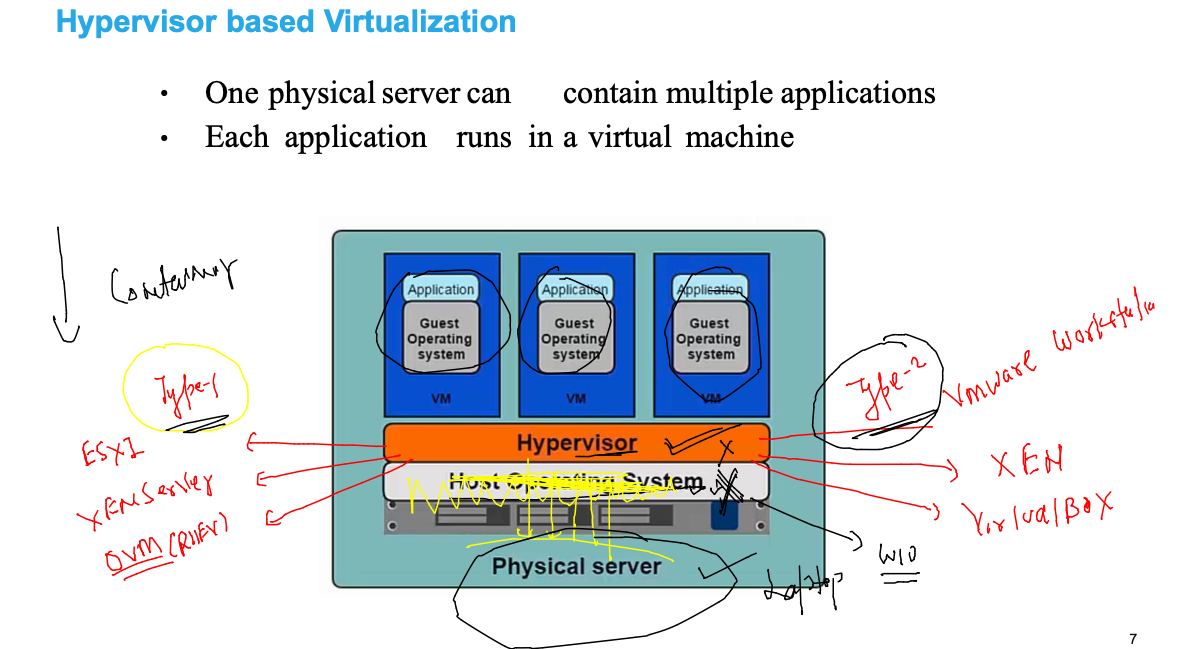 Hypervisor based Virtualization
• One physical server can contain multiple applications
• Each application runs in a virtual machine
Container
Type-1
ESXI
XENServer
OVM (RHEV)
Application
Guest
Operating
system
VM
Application
Guest
Operating
system
VM
Application
Guest
Operating
system
VM
Hypervisor
X
Host Operating System
Physical server
Laptop
W10
Type-2
Vmware Workstation
XEN
VirtualBox
7